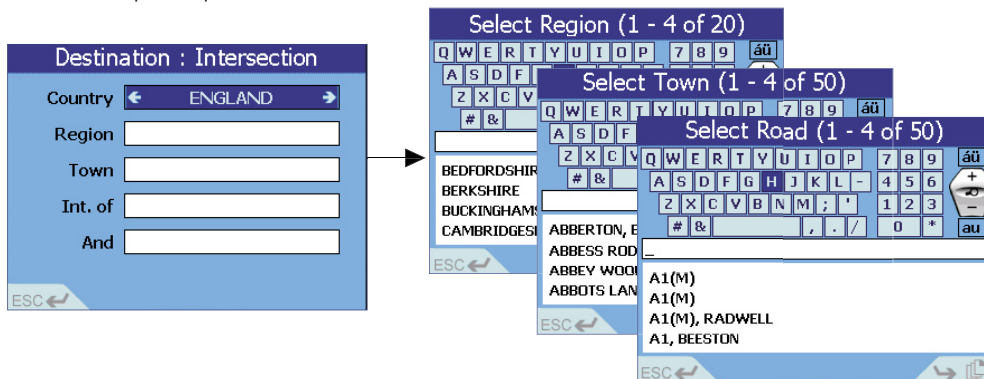 Destination : Intersection
Country ENGLAND
Region
Town
Int. of
And
ESC
Select Region (1 - 4 of 20)
Q W E R T Y U I O P 7 8 9 áü
A S D F
Z X C V
# &
BEDFORDSHIR
BERKSHIRE
BUCKINGHAMS
CAMBRIDGESI
ESC
Select Town (1 - 4 of 50)
Q W E R T Y U I O P 7 8 9 áü
A S D F
Z X C V
# &
ABBERTON, E
ABBESS ROD
ABBEY WOO
ABBOTS LAN
ESC
Select Road (1 - 4 of 50)
Q W E R T Y U I O P 7 8 9 áü
A S D F G H J K L - 4 5 6 +
Z X C V B N M ; ' 1 2 3 -
# & , . / 0 * au
_
A1(M)
A1(M)
A1(M), RADWELL
A1, BEESTON
ESC